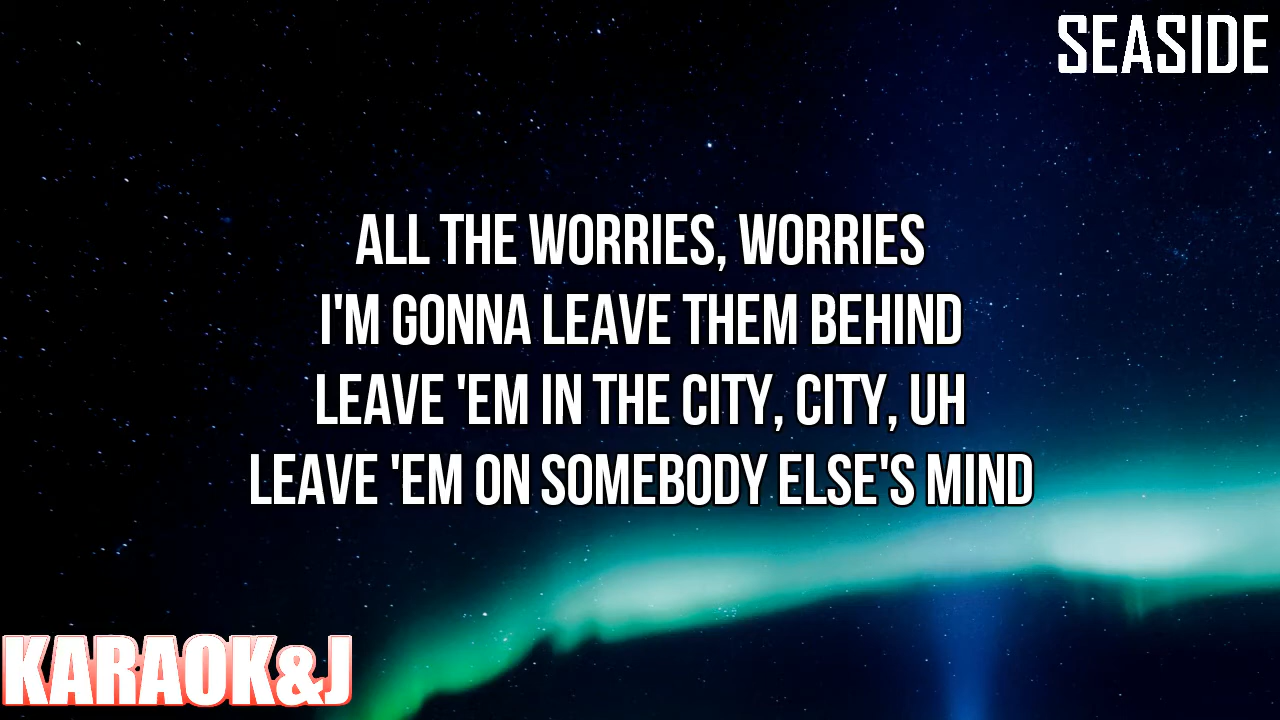 SEASIDE
ALL THE WORRIES, WORRIES
I'M GONNA LEAVE THEM BEHIND
LEAVE 'EM IN THE CITY, CITY, UH
LEAVE 'EM ON SOMEBODY ELSE'S MIND
KARAOK&J